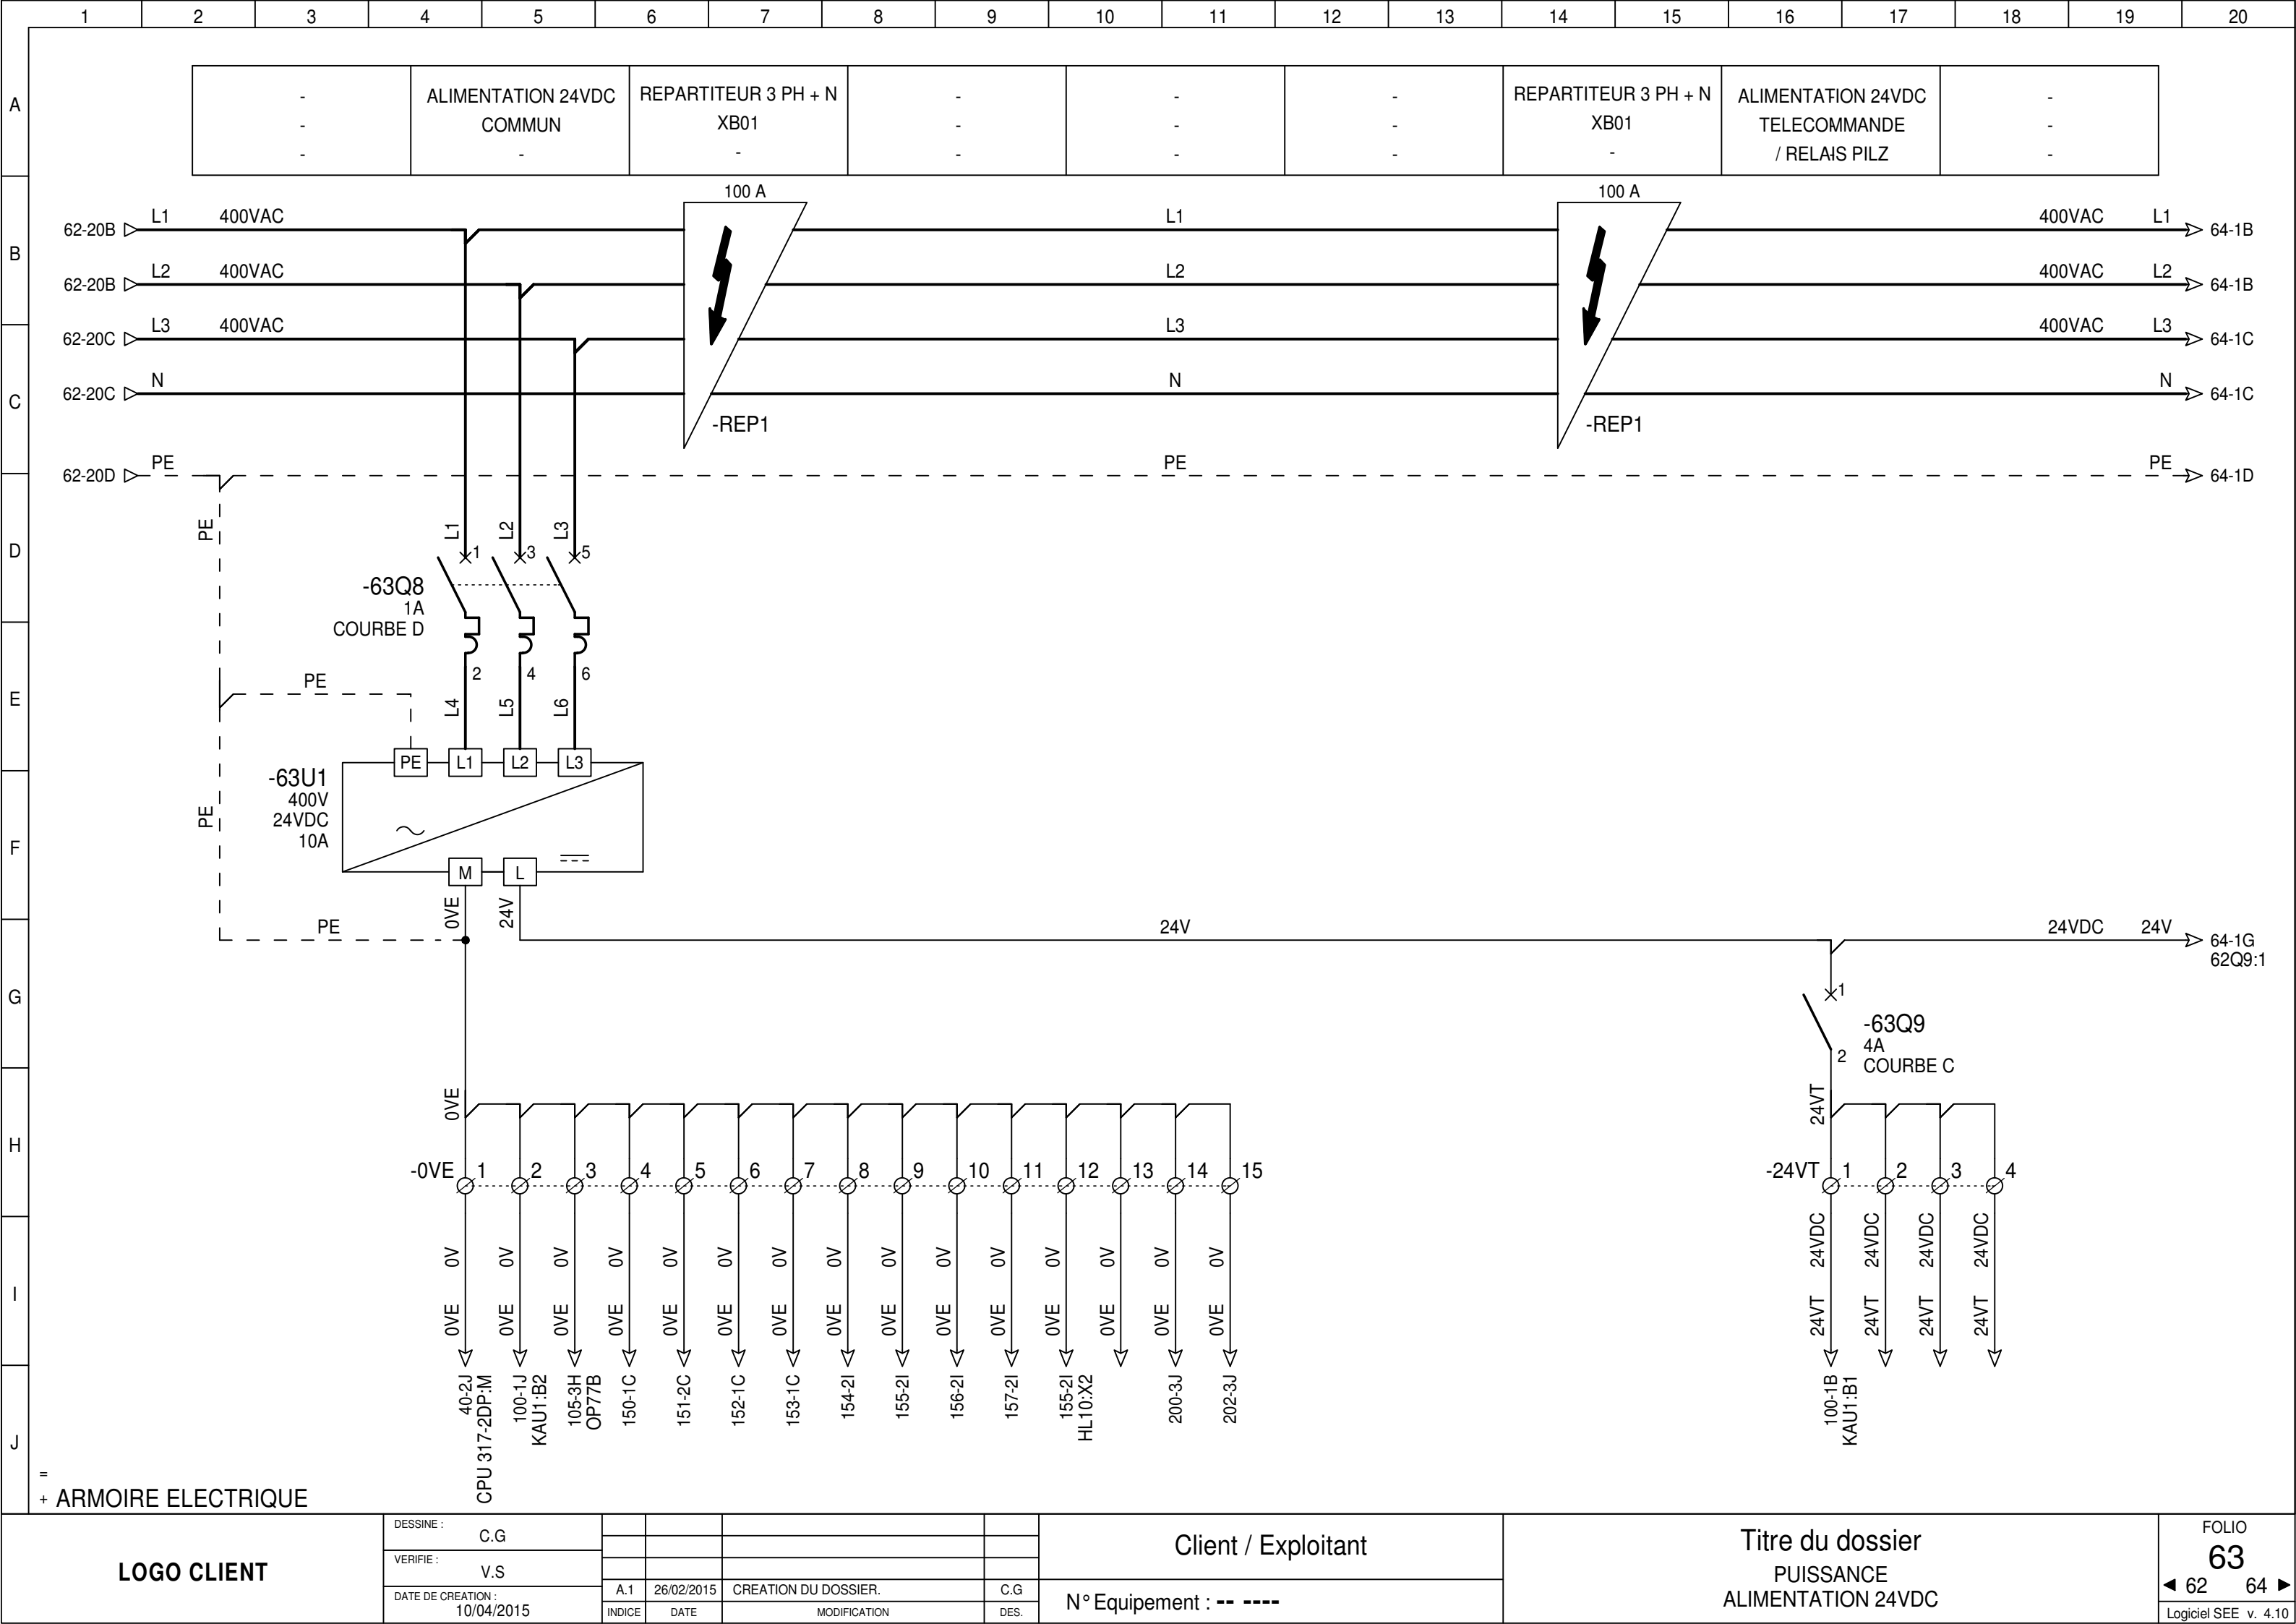 1 2 3 4 5 6 7 8 9 10 11 12 13 14 15 16 17 18 19 20
A
B
C
D
E
F
G
H
I
J
- ALIMENTATION 24VDC REPARTITEUR 3 PH + N - - - REPARTITEUR 3 PH + N ALIMENTATION 24VDC -
- COMMUN XB01 - - - XB01 TELECOMMANDE -
- - - - - - - / RELAIS PILZ -
100 A 100 A
62-20B L1 400VAC L1 400VAC L1 64-1B
62-20B L2 400VAC L2 400VAC L2 64-1B
62-20C L3 400VAC L3 400VAC L3 64-1C
62-20C N N N 64-1C
-REP1 -REP1
62-20D PE PE PE 64-1D
PE L1 L2 L3
1 3 5
-63Q8
1A
COURBE D
2 4 6
PE
L4 L5 L6
PE L1 L2 L3
-63U1
400V
24VDC
10A
PE
M L
0VE 24V
PE 24V 24VDC 24V 64-1G
62Q9:1
1
-63Q9
4A
COURBE C
2
0VE 24VT
-0VE 1 2 3 4 5 6 7 8 9 10 11 12 13 14 15
-24VT 1 2 3 4
0V 0V 0V 0V 0V 0V 0V 0V 0V 0V 0V 0V 0V 0V 0V
24VDC 24VDC 24VDC 24VDC
0VE 0VE 0VE 0VE 0VE 0VE 0VE 0VE 0VE 0VE 0VE 0VE 0VE 0VE 0VE
24VT 24VT 24VT 24VT
40-2J
CPU 317-2DP:M
100-1J
KAU1:B2
105-3H
OP77B
150-1C
151-2C
152-1C
153-1C
154-2I
155-2I
156-2I
157-2I
155-2I
HL10:X2
200-3J
202-3J
100-1B
KAU1:B1
=
+ ARMOIRE ELECTRIQUE
LOGO CLIENT
DESSINE :
C.G
VERIFIE :
V.S
DATE DE CREATION :
10/04/2015
A.1 26/02/2015 CREATION DU DOSSIER. C.G
INDICE DATE MODIFICATION DES.
Client / Exploitant
N° Equipement : -- ----
Titre du dossier
PUISSANCE
ALIMENTATION 24VDC
FOLIO
63
62 64
Logiciel SEE v. 4.10